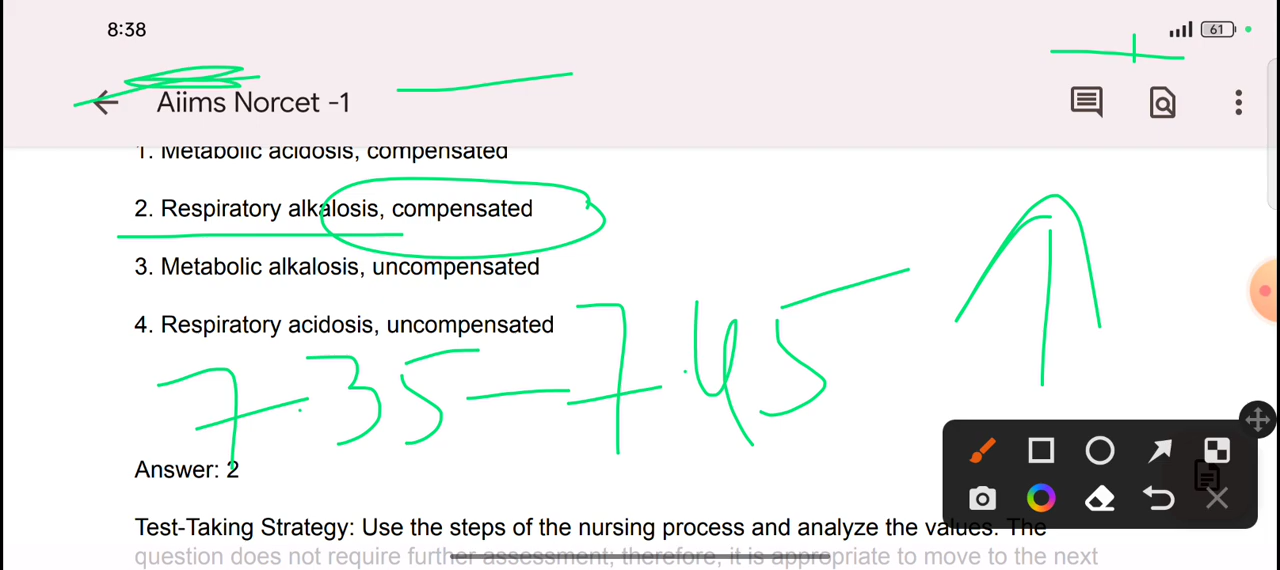 8:38
61
Aiims Norcet -1
1. Metabolic acidosis, compensated
2. Respiratory alkalosis, compensated
3. Metabolic alkalosis, uncompensated
4. Respiratory acidosis, uncompensated
7.35-7.45
Answer: 2
Test-Taking Strategy: Use the steps of the nursing process and analyze the values. The
question does not require further assessment; therefore, it is appropriate to move to the next